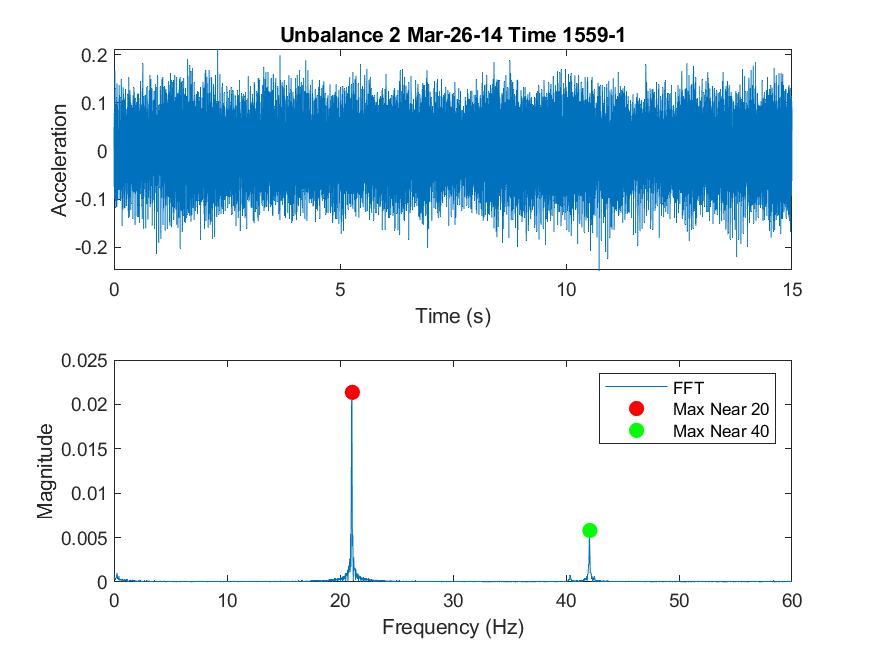 Unbalance 2 Mar-26-14 Time 1559-1
0.2
0.1
0
-0.1
-0.2
Acceleration
0 5 10 15
Time (s)
0.025
0.02
0.015
0.01
0.005
0
Magnitude
FFT
Max Near 20
Max Near 40
0 10 20 30 40 50 60
Frequency (Hz)